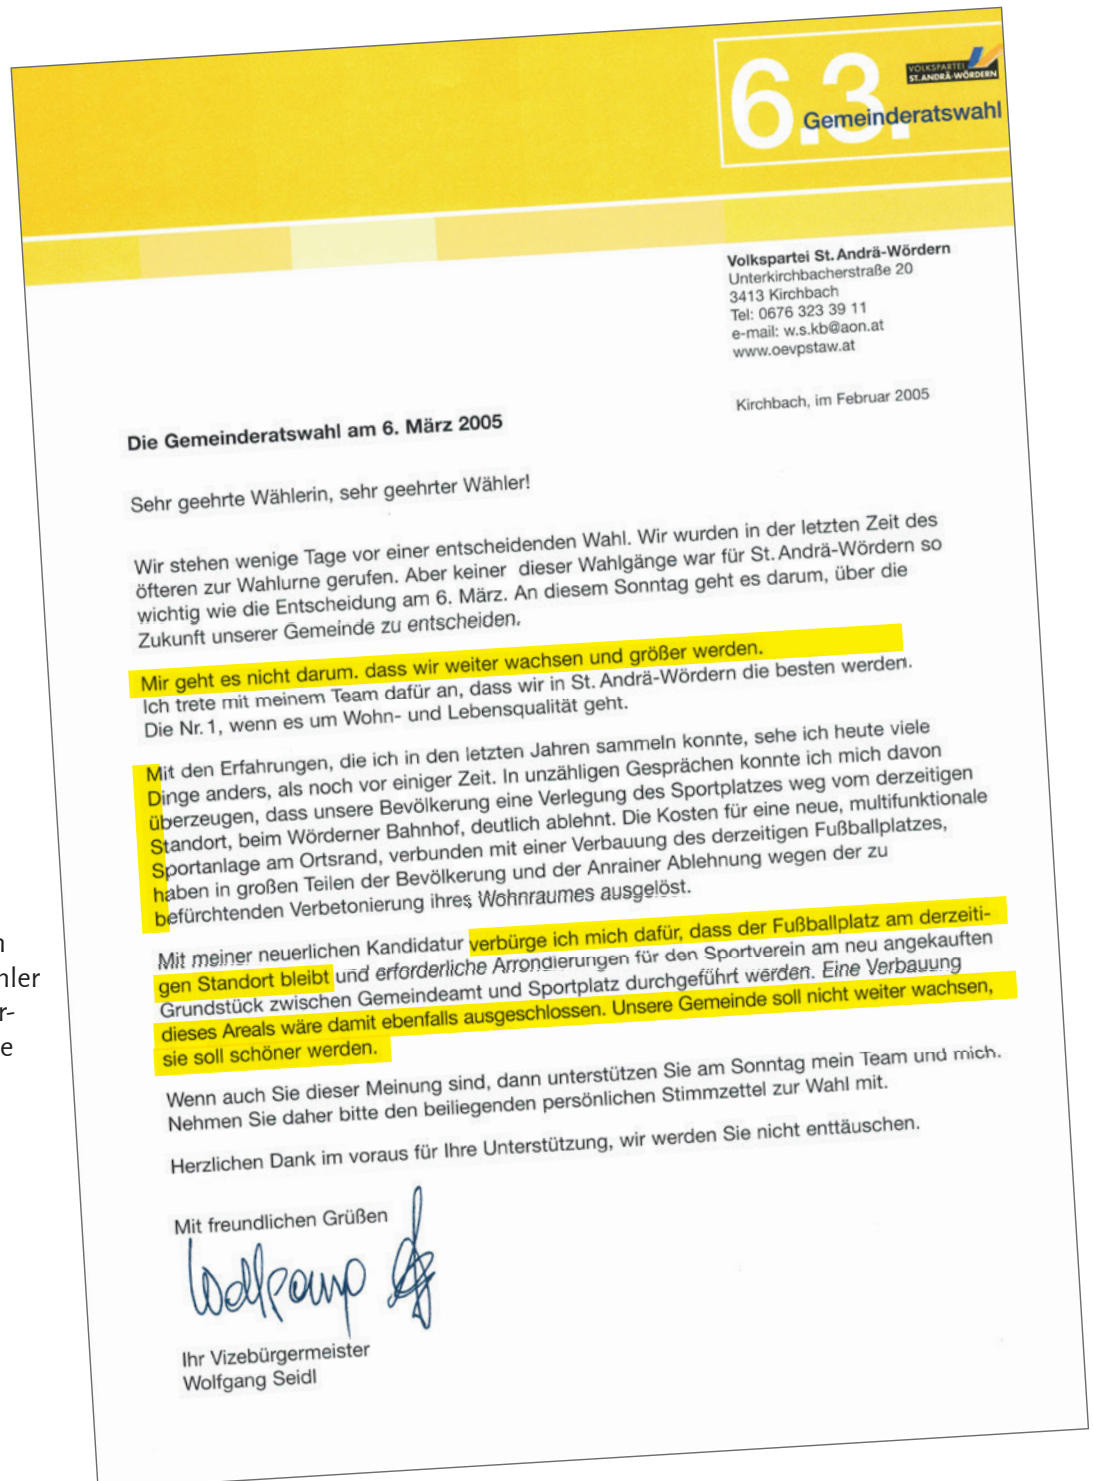 6.3.
VOLKSPARTEI
ST. ANDRÄ-WÖRDERN
Gemeinderatswahl
Volkspartei St. Andrä-Wördern
Unterkirchbacherstraße 20
3413 Kirchbach
Tel: 0676 323 39 11
e-mail: w.s.kb@aon.at
www.oevpstaw.at
Kirchbach, im Februar 2005
Die Gemeinderatswahl am 6. März 2005
Sehr geehrte Wählerin, sehr geehrter Wähler!
Wir stehen wenige Tage vor einer entscheidenden Wahl. Wir wurden in der letzten Zeit des
öfteren zur Wahlurne gerufen. Aber keiner dieser Wahlgänge war für St. Andrä-Wördern so
wichtig wie die Entscheidung am 6. März. An diesem Sonntag geht es darum, über die
Zukunft unserer Gemeinde zu entscheiden.
Mir geht es nicht darum. dass wir weiter wachsen und größer werden.
Ich trete mit meinem Team dafür an, dass wir in St. Andrä-Wördern die besten werden.
Die Nr. 1, wenn es um Wohn- und Lebensqualität geht.
Mit den Erfahrungen, die ich in den letzten Jahren sammeln konnte, sehe ich heute viele
Dinge anders, als noch vor einiger Zeit. In unzähligen Gesprächen konnte ich mich davon
überzeugen, dass unsere Bevölkerung eine Verlegung des Sportplatzes weg vom derzeitigen
Standort, beim Wörderner Bahnhof, deutlich ablehnt. Die Kosten für eine neue, multifunktionale
Sportanlage am Ortsrand, verbunden mit einer Verbauung des derzeitigen Fußballplatzes,
haben in großen Teilen der Bevölkerung und der Anrainer Ablehnung wegen der zu
befürchtenden Verbetonierung ihres Wohnraumes ausgelöst.
Mit meiner neuerlichen Kandidatur verbürge ich mich dafür, dass der Fußballplatz am derzeiti-
gen Standort bleibt und erforderliche Arrondierungen für den Sportverein am neu angekauften
Grundstück zwischen Gemeindeamt und Sportplatz durchgeführt werden. Eine Verbauung
dieses Areals wäre damit ebenfalls ausgeschlossen. Unsere Gemeinde soll nicht weiter wachsen,
sie soll schöner werden.
Wenn auch Sie dieser Meinung sind, dann unterstützen Sie am Sonntag mein Team und mich.
Nehmen Sie daher bitte den beiliegenden persönlichen Stimmzettel zur Wahl mit.
Herzlichen Dank im voraus für Ihre Unterstützung, wir werden Sie nicht enttäuschen.
Mit freundlichen Grüßen
Wolfgang
Ihr Vizebürgermeister
Wolfgang Seidl